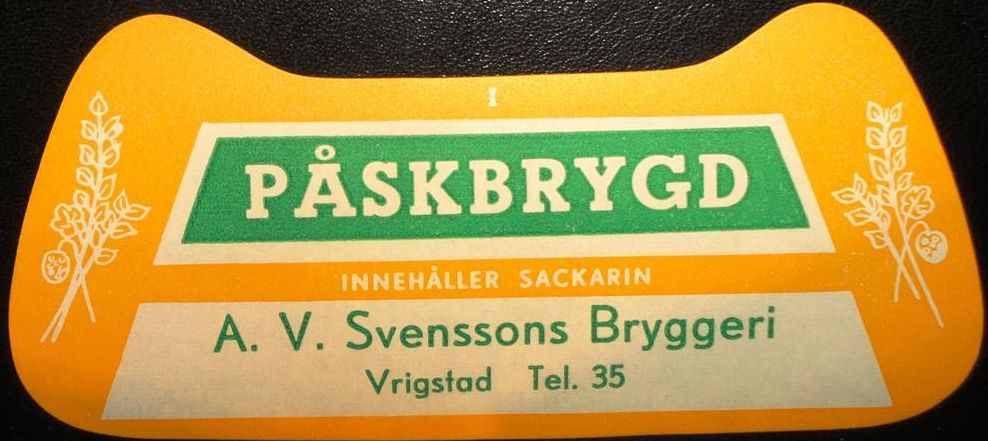 I
PÅSKBRYGD
INNEHÅLLER SACKARIN
A. V. Svenssons Bryggeri
Vrigstad Tel. 35